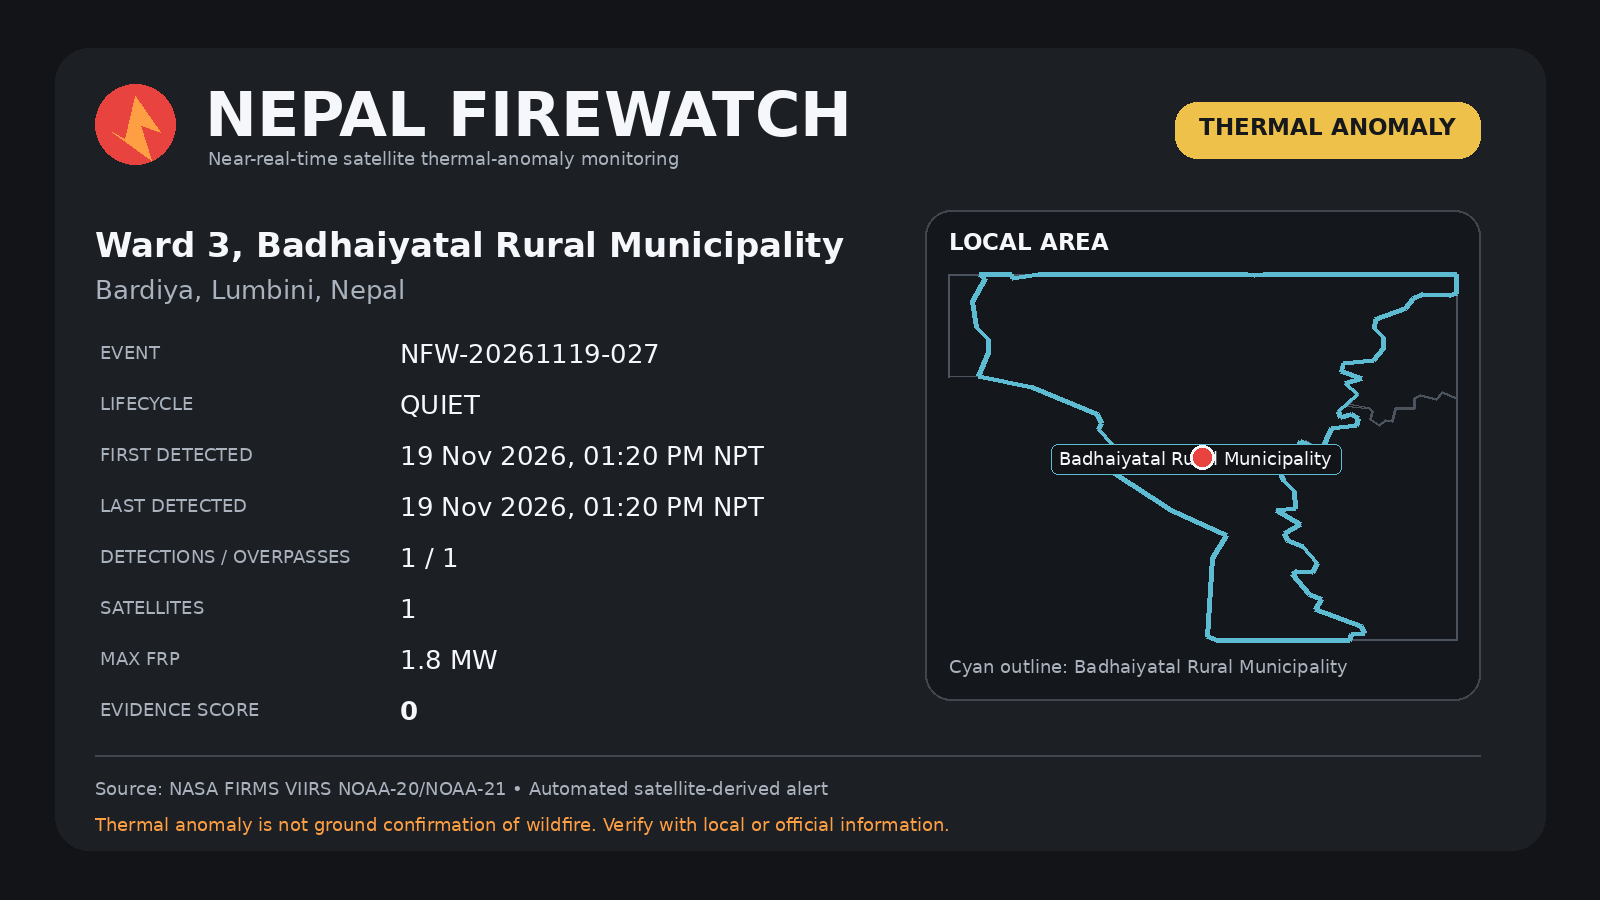 NEPAL FIREWATCH
Near-real-time satellite thermal-anomaly monitoring
THERMAL ANOMALY
Ward 3, Badhaiyatal Rural Municipality
Bardiya, Lumbini, Nepal
EVENT NFW-20261119-027
LIFECYCLE QUIET
FIRST DETECTED 19 Nov 2026, 01:20 PM NPT
LAST DETECTED 19 Nov 2026, 01:20 PM NPT
DETECTIONS / OVERPASSES 1 / 1
SATELLITES 1
MAX FRP 1.8 MW
EVIDENCE SCORE 0
LOCAL AREA
Badhaiyatal Rural Municipality
Cyan outline: Badhaiyatal Rural Municipality
Source: NASA FIRMS VIIRS NOAA-20/NOAA-21 • Automated satellite-derived alert
Thermal anomaly is not ground confirmation of wildfire. Verify with local or official information.